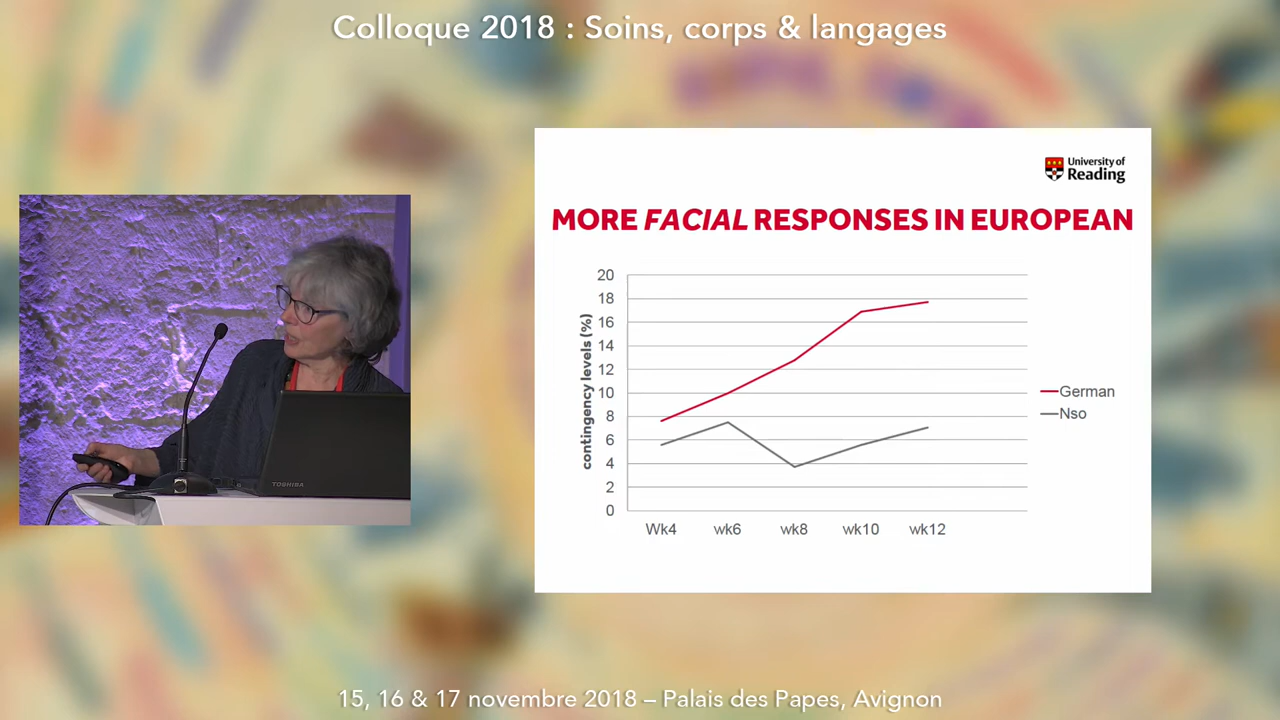 Colloque 2018 : Soins, corps & langages
University of
Reading
MORE FACIAL RESPONSES IN EUROPEAN
contingency levels (%)
20
18
16
14
12
10
8
6
4
2
0
Wk4 wk6 wk8 wk10 wk12
German
Nso
TOSHIBA
15, 16 & 17 novembre 2018 – Palais des Papes, Avignon